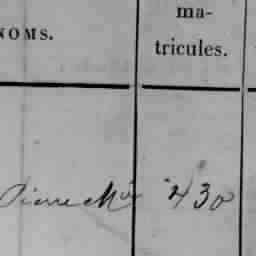 NOMS.
ma-
tricules.
Pierre Mie 430